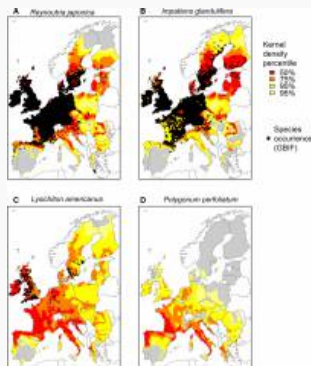 A Reynoutria japonica
B Impatiens glandulifera
Kernel
density
percentile
50%
75%
90%
95%
Species
occurrence
(GBIF)
C Lysichiton americanus
D Polygonum perfoliatum